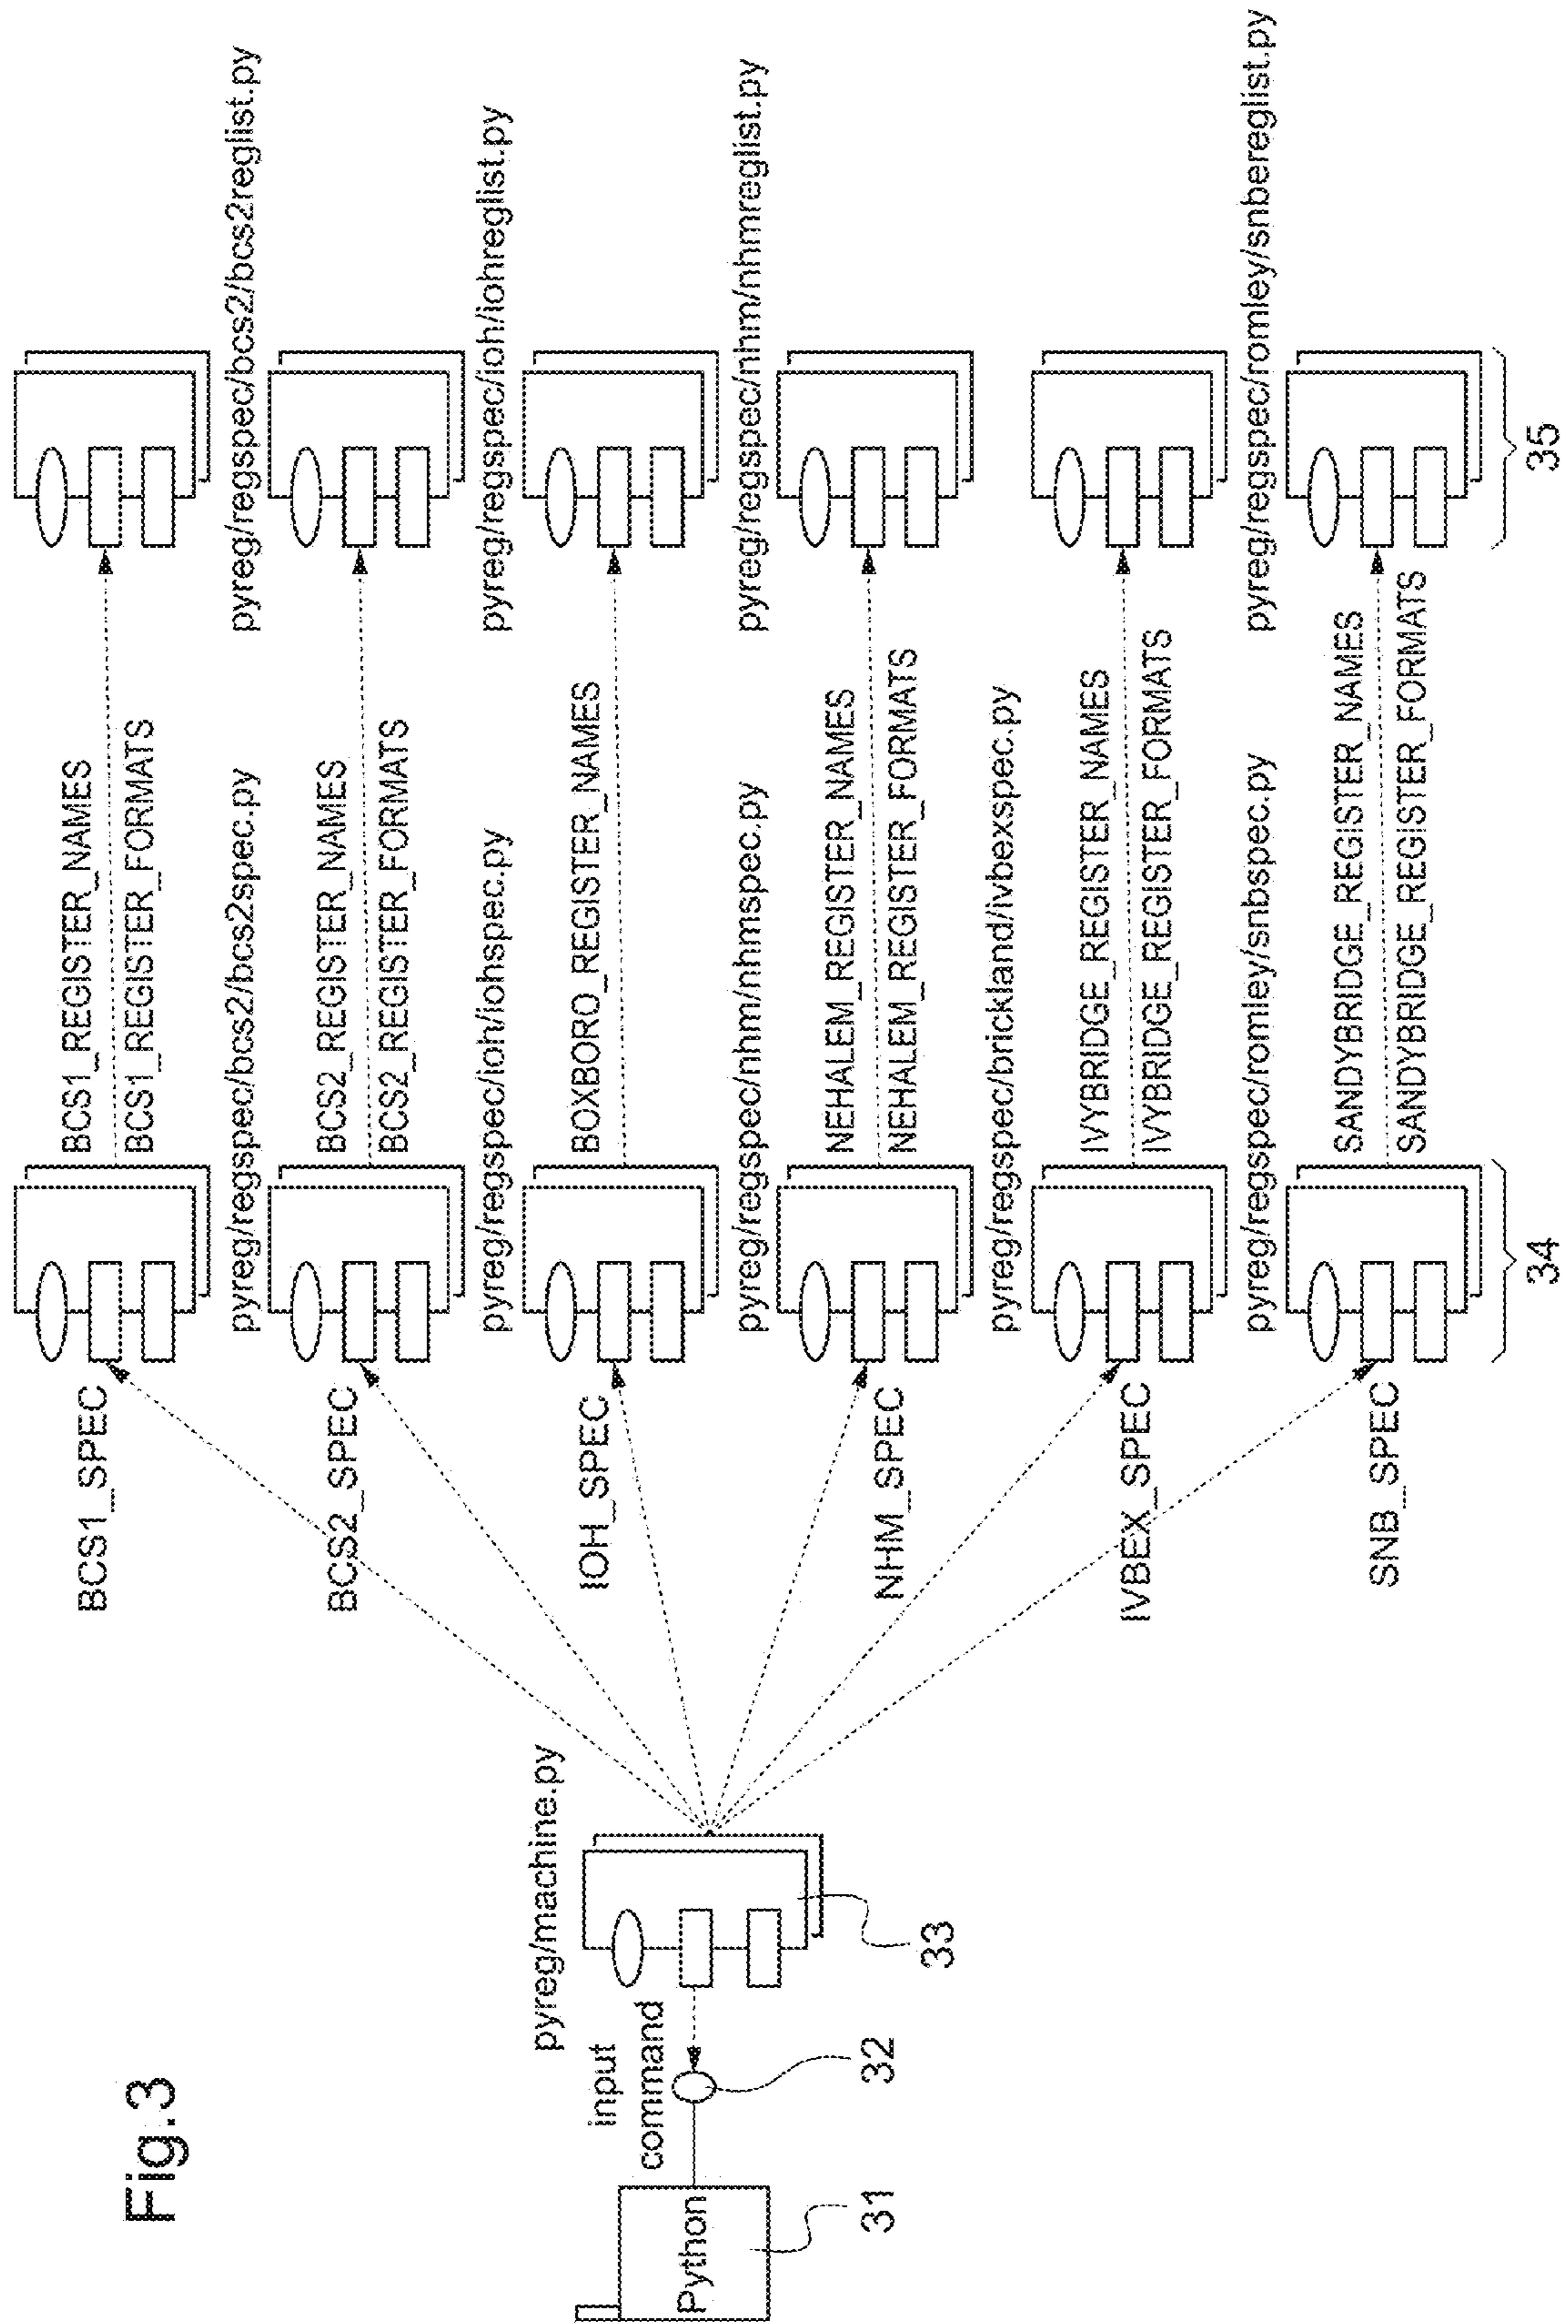 Fig.3
Python
31
input
command
32
pyreg/machine.py
33
BCS1_SPEC
BCS1_REGISTER_NAMES
BCS1_REGISTER_FORMATS
pyreg/regspec/bcs2/bcs2spec.py
pyreg/regspec/bcs2/bcs2reglist.py
BCS2_SPEC
BCS2_REGISTER_NAMES
BCS2_REGISTER_FORMATS
pyreg/regspec/ioh/iohspec.py
pyreg/regspec/ioh/iohreglist.py
IOH_SPEC
BOXBORO_REGISTER_NAMES
pyreg/regspec/nhm/nhmspec.py
pyreg/regspec/nhm/nhmreglist.py
NHM_SPEC
NEHALEM_REGISTER_NAMES
NEHALEM_REGISTER_FORMATS
pyreg/regspec/brickland/ivbexspec.py
IVBEX_SPEC
IVYBRIDGE_REGISTER_NAMES
IVYBRIDGE_REGISTER_FORMATS
pyreg/regspec/romley/snbspec.py
pyreg/regspec/romley/snbereglist.py
SNB_SPEC
SANDYBRIDGE_REGISTER_NAMES
SANDYBRIDGE_REGISTER_FORMATS
34
35